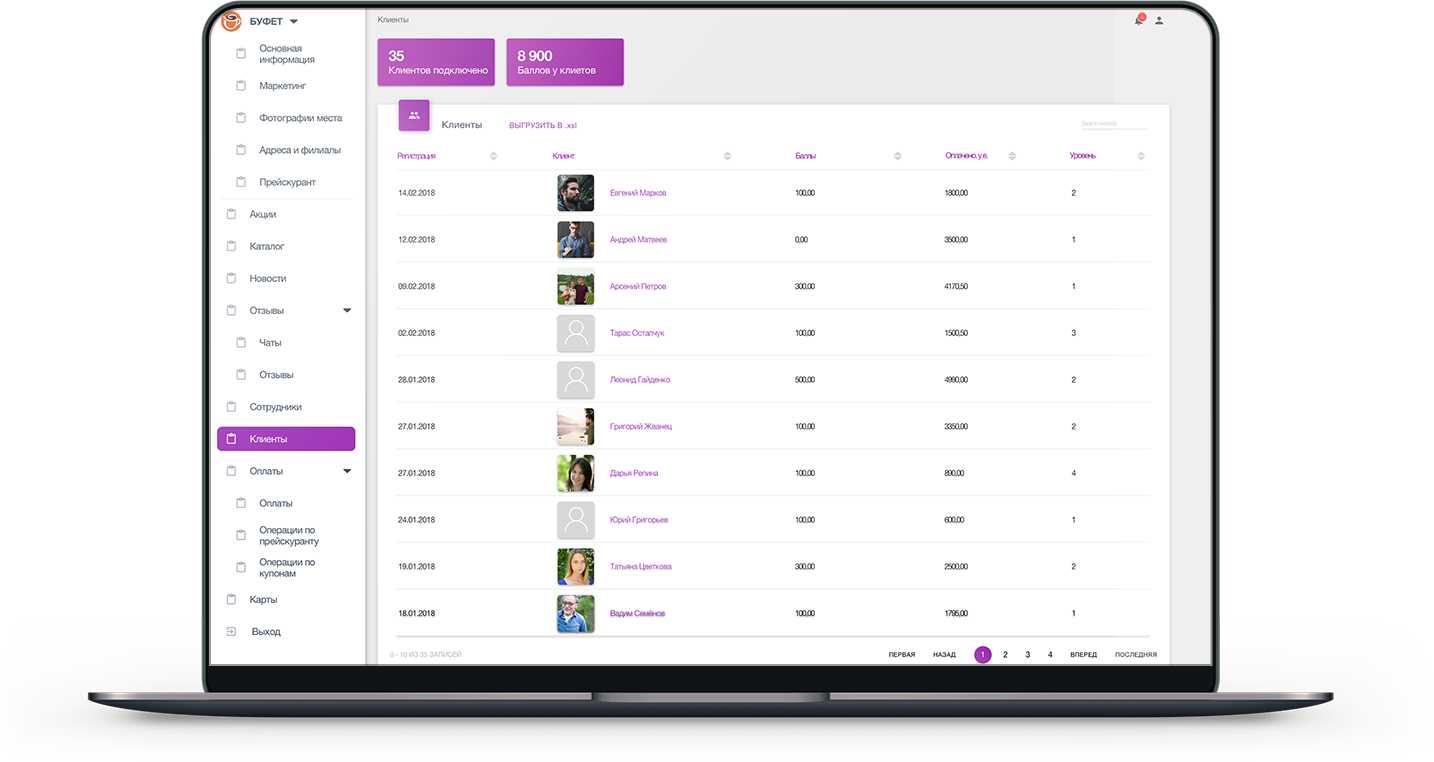 БУФЕТ
Основная
информация
Маркетинг
Фотографии места
Адреса и филиалы
Прейскурант
Акции
Каталог
Новости
Отзывы
Чаты
Отзывы
Сотрудники
Клиенты
Оплаты
Оплаты
Операции по
прейскуранту
Операции по
купонам
Карты
Выход
Клиенты
35
Клиентов подключено
8 900
Баллов у клиетов
Клиенты ВЫГРУЗИТЬ В .xsl
Search records
Регистрация Клиент Баллы Оплачено, у.е. Уровень
14.02.2018 Евгений Марков 100,00 1800,00 2
12.02.2018 Андрей Матвеев 0,00 3500,00 1
09.02.2018 Арсений Петров 300,00 4170,50 1
02.02.2018 Тарас Остапчук 100,00 1500,50 3
28.01.2018 Леонид Гайденко 500,00 4990,00 2
27.01.2018 Григорий Жванец 100,00 3350,00 2
27.01.2018 Дарья Репина 100,00 890,00 4
24.01.2018 Юрий Григорьев 100,00 600,00 1
19.01.2018 Татьяна Цветкова 300,00 2500,00 2
18.01.2018 Вадим Семёнов 100,00 1795,00 1
0 - 10 ИЗ 35 ЗАПИСЕЙ ПЕРВАЯ НАЗАД 1 2 3 4 ВПЕРЕД ПОСЛЕДНЯЯ